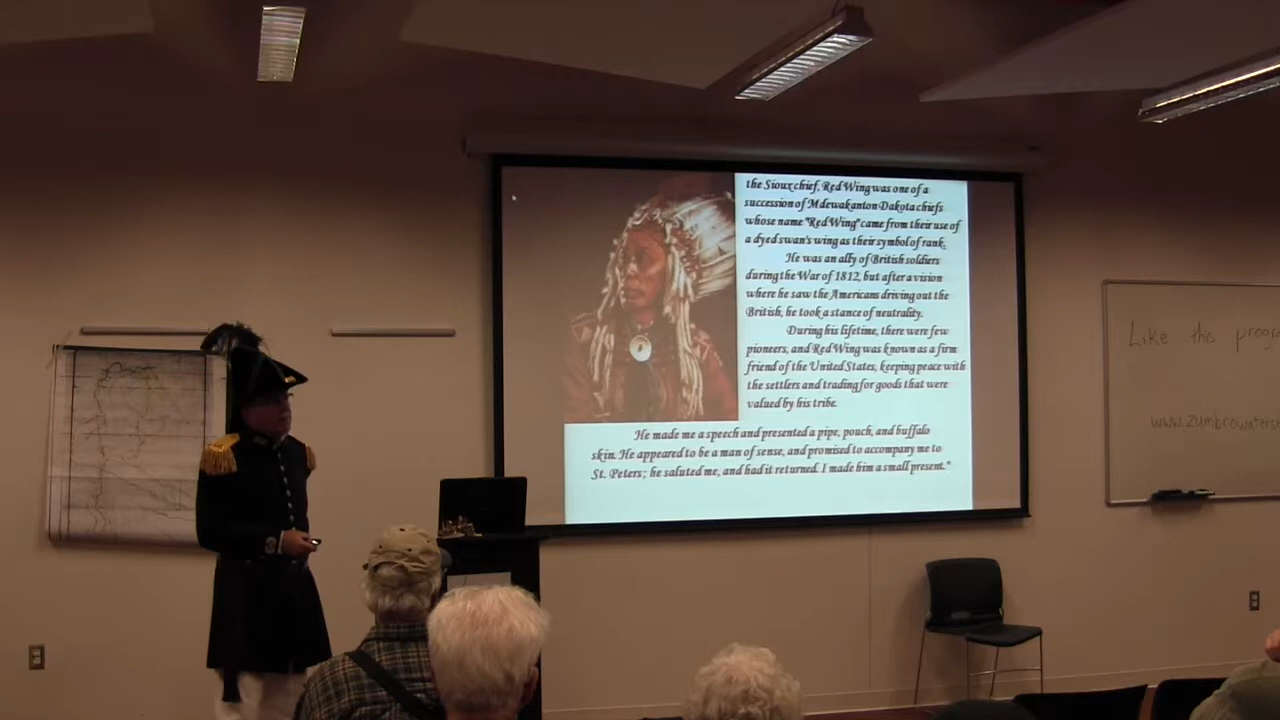 the Sioux chief, Red Wing was one of a
succession of Mdewakanton Dakota chiefs
whose name "Red Wing" came from their use of
a dyed swan's wing as their symbol of rank.
He was an ally of British soldiers
during the War of 1812, but after a vision
where he saw the Americans driving out the
British, he took a stance of neutrality.
During his lifetime, there were few
pioneers, and Red Wing was known as a firm
friend of the United States, keeping peace with
the settlers and trading for goods that were
valued by his tribe.
He made me a speech and presented a pipe, pouch, and buffalo
skin. He appeared to be a man of sense, and promised to accompany me to
St. Peters; he saluted me, and had it returned. I made him a small present."
Like this progr
www.zumbrowatersh